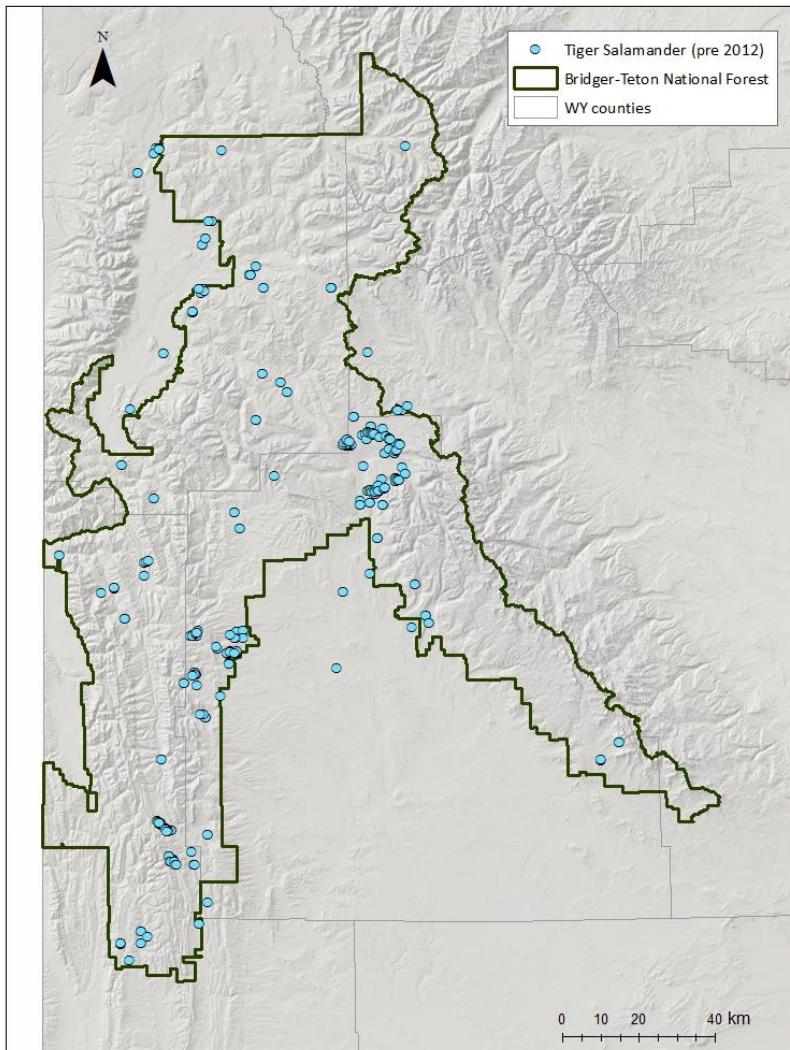 N
Tiger Salamander (pre 2012)
Bridger-Teton National Forest
WY counties
0 10 20 40 km